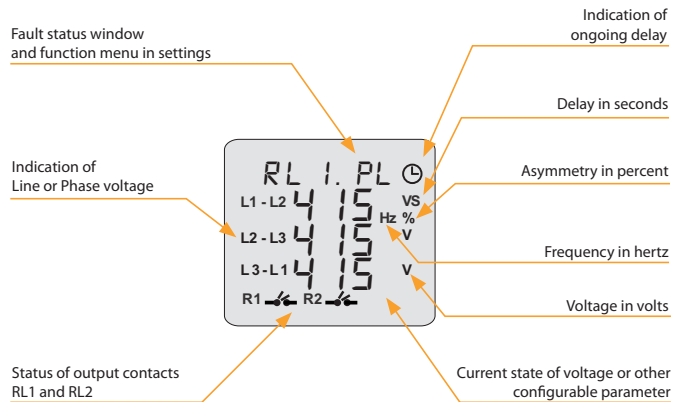 Fault status window
and function menu in settings
Indication of
ongoing delay
Delay in seconds
Indication of
Line or Phase voltage
Asymmetry in percent
RL 1. PL
L1 - L2 415 VS
Hz %
L2 - L3 415 V
L3 - L1 415 V
R1 R2
Frequency in hertz
Voltage in volts
Status of output contacts
RL1 and RL2
Current state of voltage or other
configurable parameter